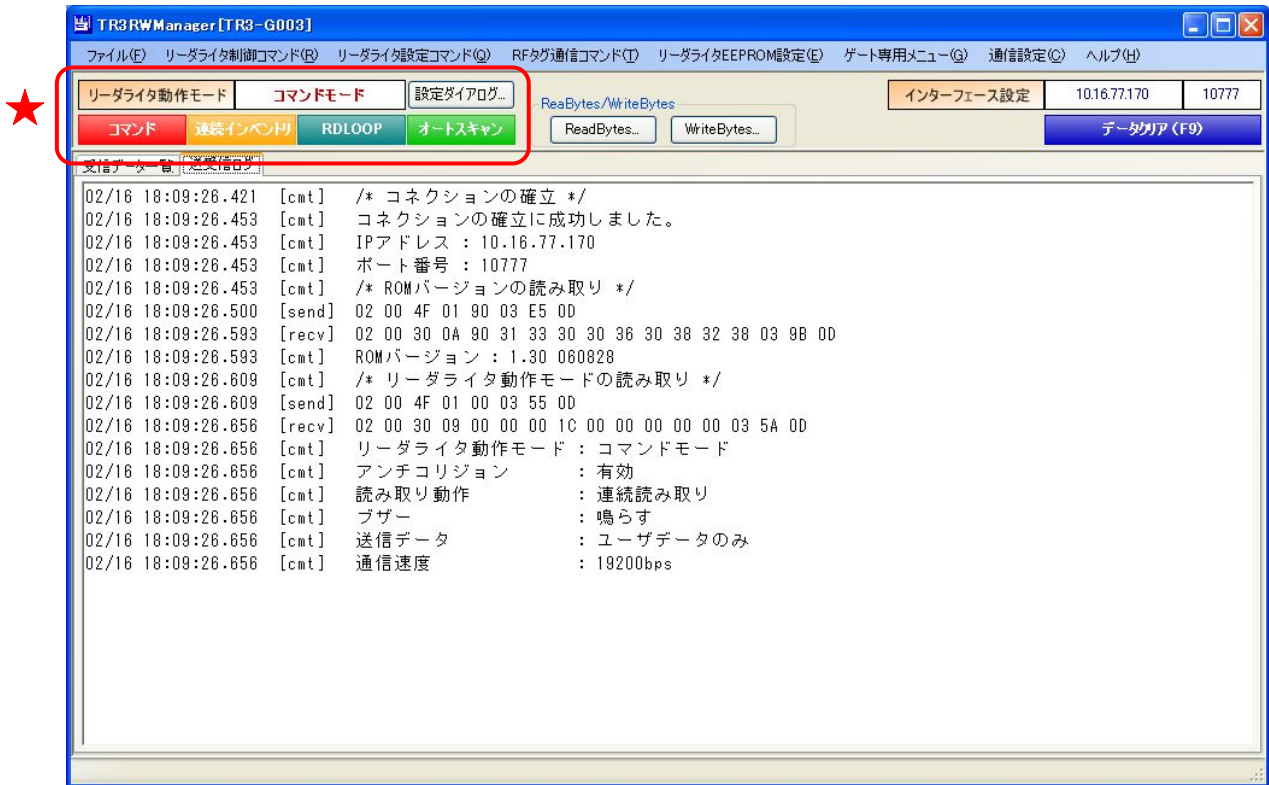 TR3RWManager[TR3-G003]
ファイル(F) リーダライタ制御コマンド(R) リーダライタ設定コマンド(Q) RFタグ通信コマンド(T) リーダライタEEPROM設定(E) ゲート専用メニュー(G) 通信設定(C) ヘルプ(H)
リーダライタ動作モード コマンドモード 設定ダイアログ...
コマンド 連続インベントリ RDLOOP オートスキャン
ReaBytes/WriteBytes
ReadBytes... WriteBytes...
インターフェース設定 10.16.77.170 10777
データクリア(F9)
受信データ一覧 送受信ログ
02/16 18:09:26.421 [cmt] /* コネクションの確立 */
02/16 18:09:26.453 [cmt] コネクションの確立に成功しました。
02/16 18:09:26.453 [cmt] IPアドレス : 10.16.77.170
02/16 18:09:26.453 [cmt] ポート番号 : 10777
02/16 18:09:26.453 [cmt] /* ROMバージョンの読み取り */
02/16 18:09:26.500 [send] 02 00 4F 01 90 03 E5 0D
02/16 18:09:26.593 [recv] 02 00 30 0A 90 31 33 30 30 36 30 38 32 38 03 9B 0D
02/16 18:09:26.593 [cmt] ROMバージョン : 1.30 060828
02/16 18:09:26.609 [cmt] /* リーダライタ動作モードの読み取り */
02/16 18:09:26.609 [send] 02 00 4F 01 00 03 55 0D
02/16 18:09:26.656 [recv] 02 00 30 09 00 00 00 1C 00 00 00 00 00 03 5A 0D
02/16 18:09:26.656 [cmt] リーダライタ動作モード : コマンドモード
02/16 18:09:26.656 [cmt] アンチコリジョン : 有効
02/16 18:09:26.656 [cmt] 読み取り動作 : 連続読み取り
02/16 18:09:26.656 [cmt] ブザー : 鳴らす
02/16 18:09:26.656 [cmt] 送信データ : ユーザデータのみ
02/16 18:09:26.656 [cmt] 通信速度 : 19200bps